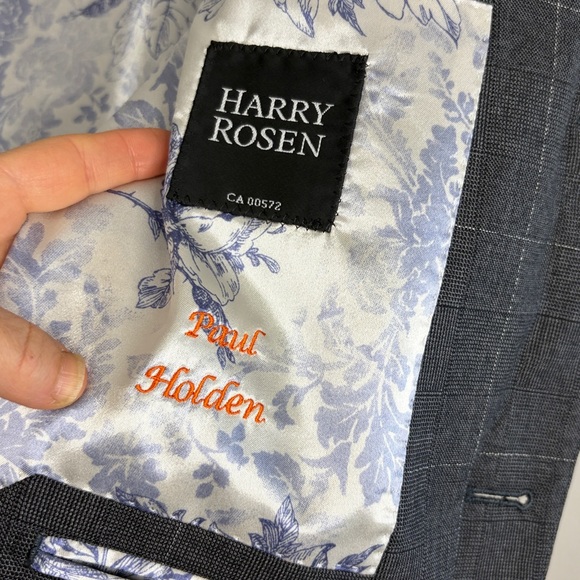 HARRY
ROSEN
CA 00572
Paul
Holden